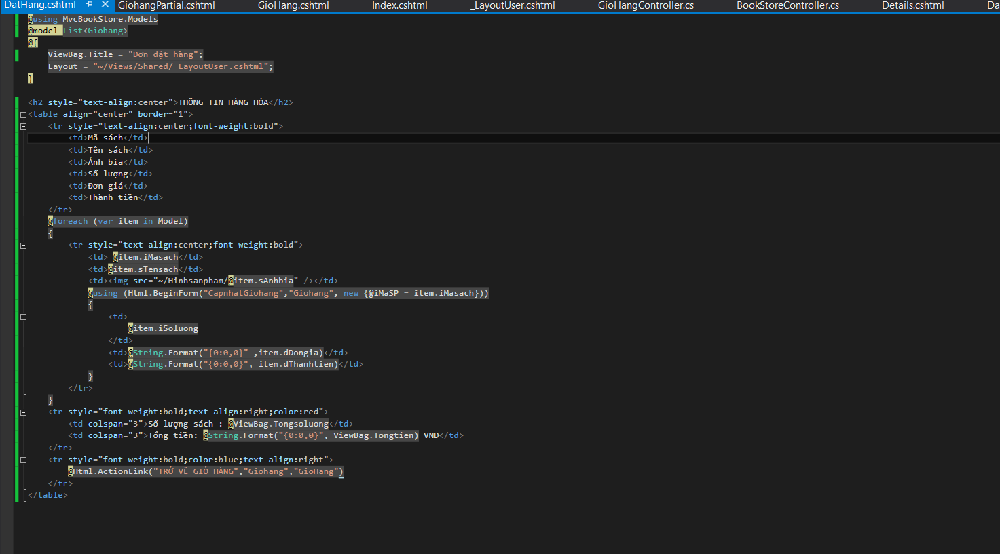 DatHang.cshtml GiohangPartial.cshtml GioHang.cshtml Index.cshtml _LayoutUser.cshtml GioHangController.cs BookStoreController.cs Details.cshtml Da
@using MvcBookStore.Models
@model List<Giohang>
@{
    ViewBag.Title = "Đơn đặt hàng";
    Layout = "~/Views/Shared/_LayoutUser.cshtml";
}
<h2 style="text-align:center">THÔNG TIN HÀNG HÓA</h2>
<table align="center" border="1">
    <tr style="text-align:center;font-weight:bold">
        <td>Mã sách</td>
        <td>Tên sách</td>
        <td>Ảnh bìa</td>
        <td>Số lượng</td>
        <td>Đơn giá</td>
        <td>Thành tiền</td>
    </tr>
    @foreach (var item in Model)
    {
        <tr style="text-align:center;font-weight:bold">
            <td> @item.iMasach</td>
            <td>@item.sTensach</td>
            <td><img src="~/Hinhsanpham/@item.sAnhbia" /></td>
            @using (Html.BeginForm("CapnhatGiohang","Giohang", new {@iMaSP = item.iMasach}))
            {
                <td>
                    @item.iSoluong
                </td>
                <td>@String.Format("{0:0,0}" ,item.dDongia)</td>
                <td>@String.Format("{0:0,0}", item.dThanhtien)</td>
            }
        </tr>
    }
    <tr style="font-weight:bold;text-align:right;color:red">
        <td colspan="3">Số lượng sách : @ViewBag.Tongsoluong</td>
        <td colspan="3">Tổng tiền: @String.Format("{0:0,0}", ViewBag.Tongtien) VNĐ</td>
    </tr>
    <tr style="font-weight:bold;color:blue;text-align:right">
        @Html.ActionLink("TRỞ VỀ GIỎ HÀNG","Giohang","GioHang")
    </tr>
</table>